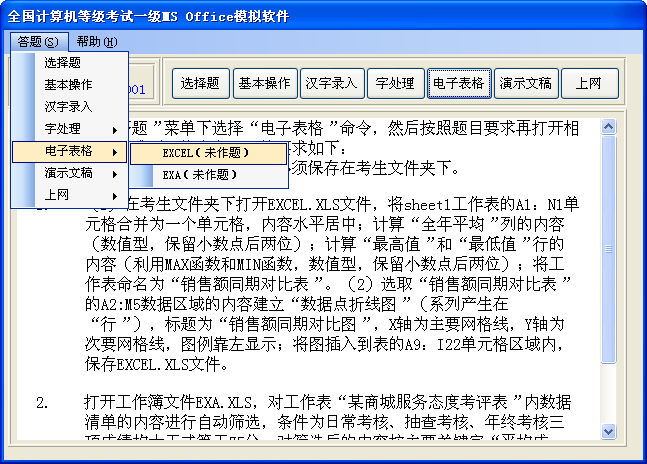 全国计算机等级考试一级MS Office模拟软件
答题(S) 帮助(H)
选择题
基本操作
汉字录入
字处理
电子表格
演示文稿
上网
EXCEL(未作题)
EXA(未作题)
001
选择题 基本操作 汉字录入 字处理 电子表格 演示文稿 上网
题”菜单下选择“电子表格”命令，然后按照题目要求再打开相
求如下：
须保存在考生文件夹下。
在考生文件夹下打开EXCEL.XLS文件，将sheet1工作表的A1：N1单
元格合并为一个单元格，内容水平居中；计算“全年平均”列的内容
（数值型，保留小数点后两位）；计算“最高值”和“最低值”行的
内容（利用MAX函数和MIN函数，数值型，保留小数点后两位）；将工
作表命名为“销售额同期对比表”。（2）选取“销售额同期对比表”
的A2:M5数据区域的内容建立“数据点折线图”（系列产生在
“行”），标题为“销售额同期对比图”，X轴为主要网格线，Y轴为
次要网格线，图例靠左显示；将图插入到表的A9：I22单元格区域内，
保存EXCEL.XLS文件。
2. 打开工作簿文件EXA.XLS，对工作表“某商城服务态度考评表”内数据
清单的内容进行自动筛选，条件为日常考核、抽查考核、年终考核三